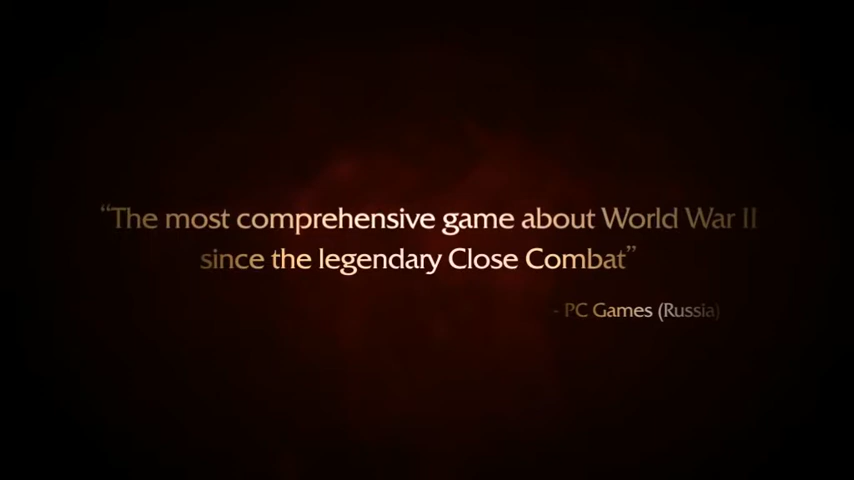 “The most comprehensive game about World War II
since the legendary Close Combat”
- PC Games (Russia)